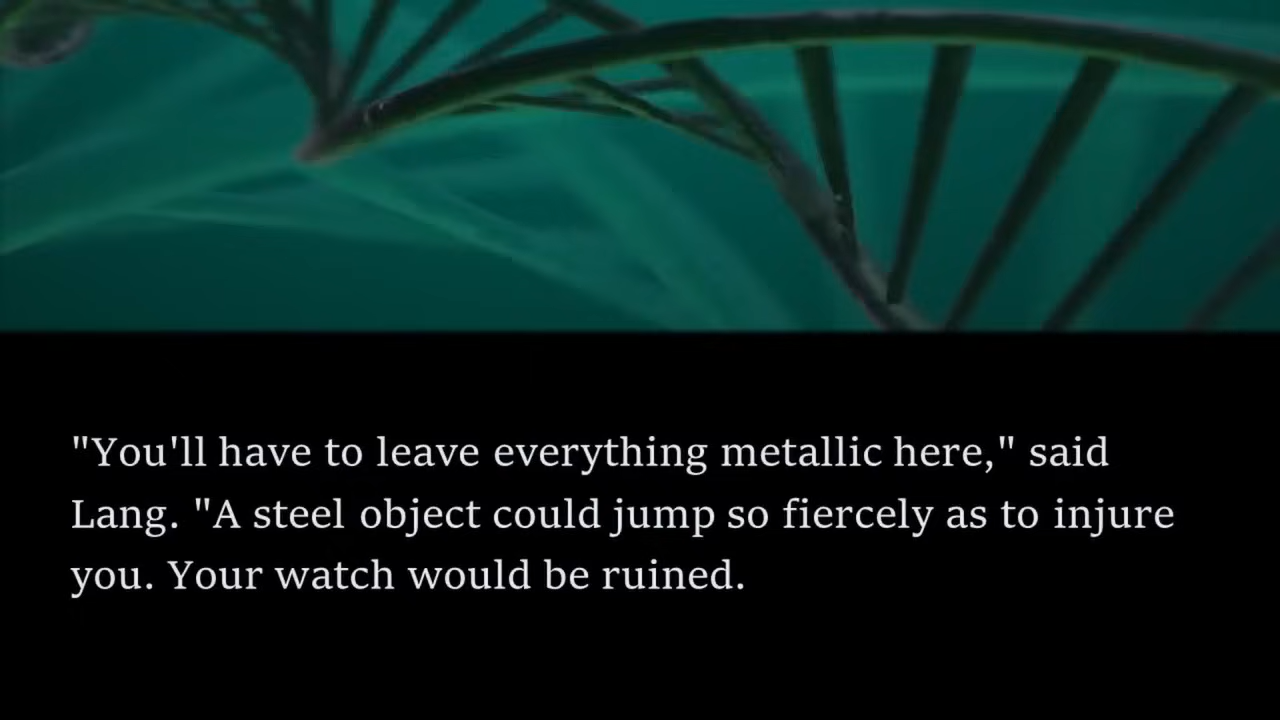 "You'll have to leave everything metallic here," said
Lang. "A steel object could jump so fiercely as to injure
you. Your watch would be ruined.